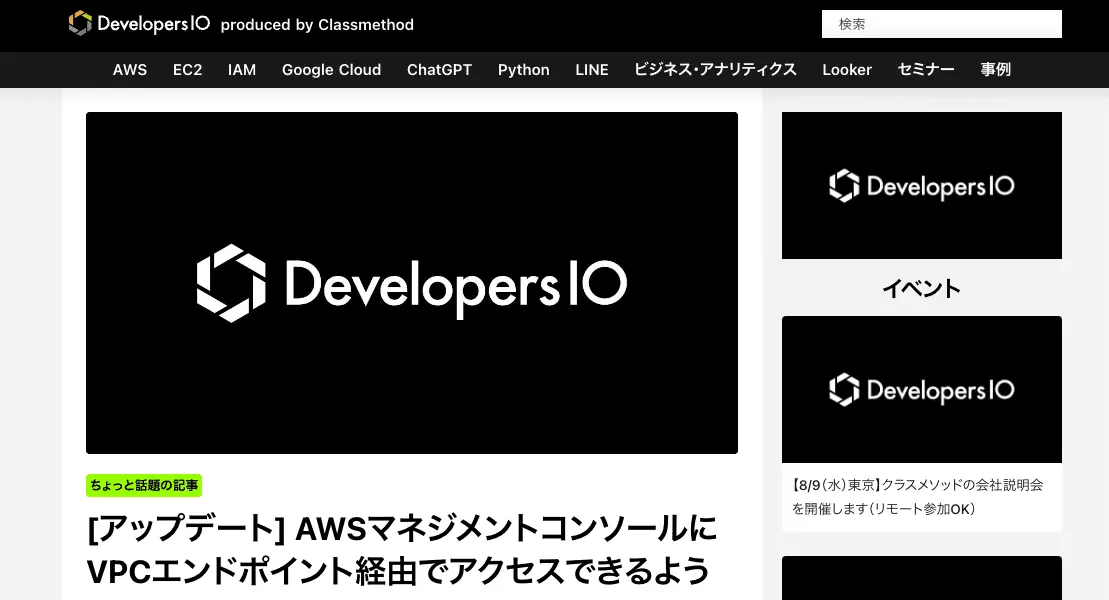 DevelopersIO produced by Classmethod
検索
AWS EC2 IAM Google Cloud ChatGPT Python LINE ビジネス・アナリティクス Looker セミナー 事例
DevelopersIO
ちょっと話題の記事
[アップデート] AWSマネジメントコンソールに
VPCエンドポイント経由でアクセスできるよう
DevelopersIO
イベント
DevelopersIO
【8/9（水）東京】クラスメソッドの会社説明会
を開催します（リモート参加OK）